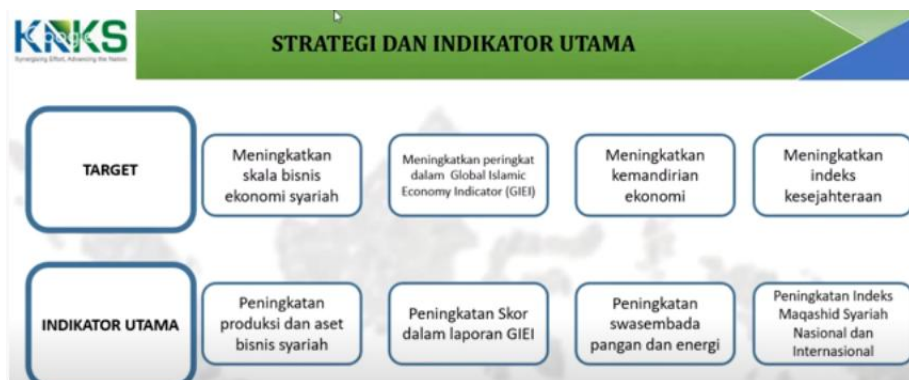 KNKS
Synergizing Effort, Advancing the Nation
STRATEGI DAN INDIKATOR UTAMA
TARGET
Meningkatkan
skala bisnis
ekonomi syariah
Meningkatkan peringkat
dalam Global Islamic
Economy Indicator (GIEI)
Meningkatkan
kemandirian
ekonomi
Meningkatkan
indeks
kesejahteraan
INDIKATOR UTAMA
Peningkatan
produksi dan aset
bisnis syariah
Peningkatan Skor
dalam laporan GIEI
Peningkatan
swasembada
pangan dan energi
Peningkatan Indeks
Maqashid Syariah
Nasional dan
Internasional